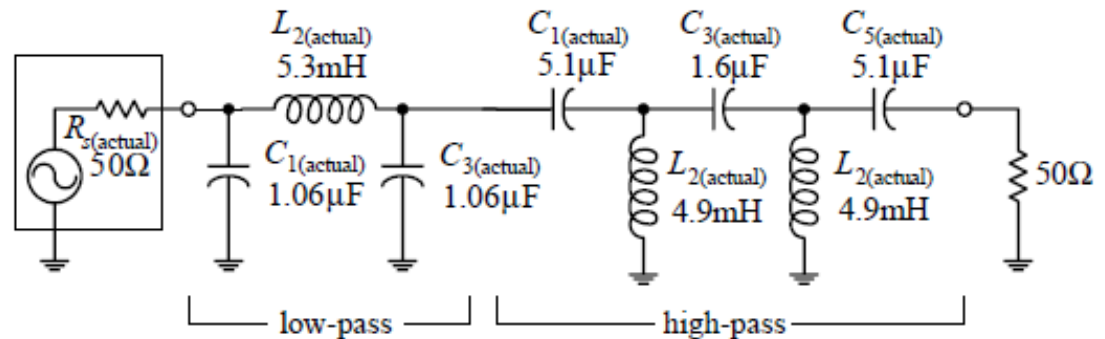 L2(actual)
5.3mH
C1(actual)
5.1µF
C3(actual)
1.6µF
C5(actual)
5.1µF
Rs(actual)
50Ω
C1(actual)
1.06µF
C3(actual)
1.06µF
L2(actual)
4.9mH
L2(actual)
4.9mH
50Ω
low-pass
high-pass